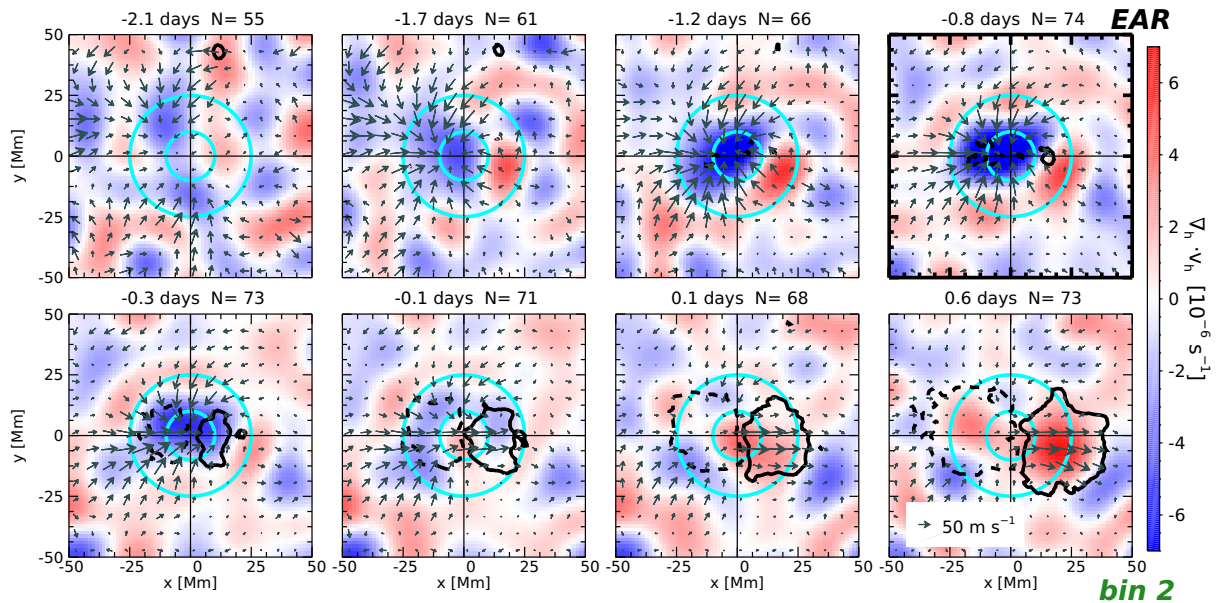 -2.1 days N= 55
-1.7 days N= 61
-1.2 days N= 66
-0.8 days N= 74
EAR
50
25
0
-25
50
y [Mm]
6
4
2
0
-2
-4
-6
∇h · vh [10⁻⁶ s⁻¹]
-0.3 days N= 73
-0.1 days N= 71
0.1 days N= 68
0.6 days N= 73
50
25
0
-25
-50
y [Mm]
50 m s⁻¹
-50 -25 0 25 50
-50 -25 0 25 50
-50 -25 0 25 50
-50 -25 0 25 50
x [Mm]
x [Mm]
x [Mm]
x [Mm]
bin 2